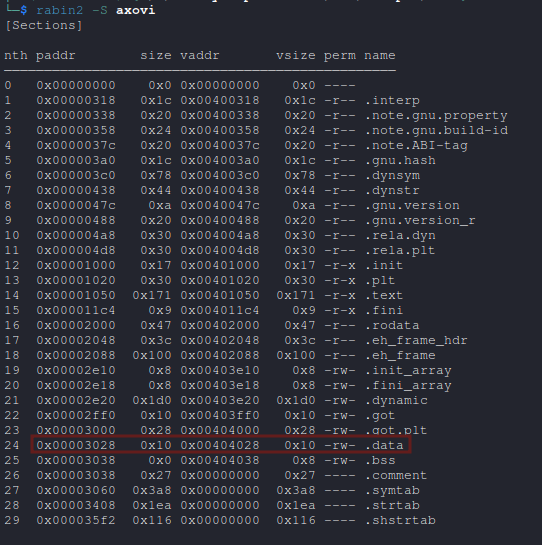 └─$ rabin2 -S axovi
[Sections]
nth paddr size vaddr vsize perm name
0 0x00000000 0x0 0x00000000 0x0 ----
1 0x00000318 0x1c 0x00400318 0x1c -r-- .interp
2 0x00000338 0x20 0x00400338 0x20 -r-- .note.gnu.property
3 0x00000358 0x24 0x00400358 0x24 -r-- .note.gnu.build-id
4 0x0000037c 0x20 0x0040037c 0x20 -r-- .note.ABI-tag
5 0x000003a0 0x1c 0x004003a0 0x1c -r-- .gnu.hash
6 0x000003c0 0x78 0x004003c0 0x78 -r-- .dynsym
7 0x00000438 0x44 0x00400438 0x44 -r-- .dynstr
8 0x0000047c 0xa 0x0040047c 0xa -r-- .gnu.version
9 0x00000488 0x20 0x00400488 0x20 -r-- .gnu.version_r
10 0x000004a8 0x30 0x004004a8 0x30 -r-- .rela.dyn
11 0x000004d8 0x30 0x004004d8 0x30 -r-- .rela.plt
12 0x00001000 0x17 0x00401000 0x17 -r-x .init
13 0x00001020 0x30 0x00401020 0x30 -r-x .plt
14 0x00001050 0x171 0x00401050 0x171 -r-x .text
15 0x000011c4 0x9 0x004011c4 0x9 -r-x .fini
16 0x00002000 0x47 0x00402000 0x47 -r-- .rodata
17 0x00002048 0x3c 0x00402048 0x3c -r-- .eh_frame_hdr
18 0x00002088 0x100 0x00402088 0x100 -r-- .eh_frame
19 0x00002e10 0x8 0x00403e10 0x8 -rw- .init_array
20 0x00002e18 0x8 0x00403e18 0x8 -rw- .fini_array
21 0x00002e20 0x1d0 0x00403e20 0x1d0 -rw- .dynamic
22 0x00002ff0 0x10 0x00403ff0 0x10 -rw- .got
23 0x00003000 0x28 0x00404000 0x28 -rw- .got.plt
24 0x00003028 0x10 0x00404028 0x10 -rw- .data
25 0x00003038 0x0 0x00404038 0x8 -rw- .bss
26 0x00003038 0x27 0x00000000 0x27 ---- .comment
27 0x00003060 0x3a8 0x00000000 0x3a8 ---- .symtab
28 0x00003408 0x1ea 0x00000000 0x1ea ---- .strtab
29 0x000035f2 0x116 0x00000000 0x116 ---- .shstrtab